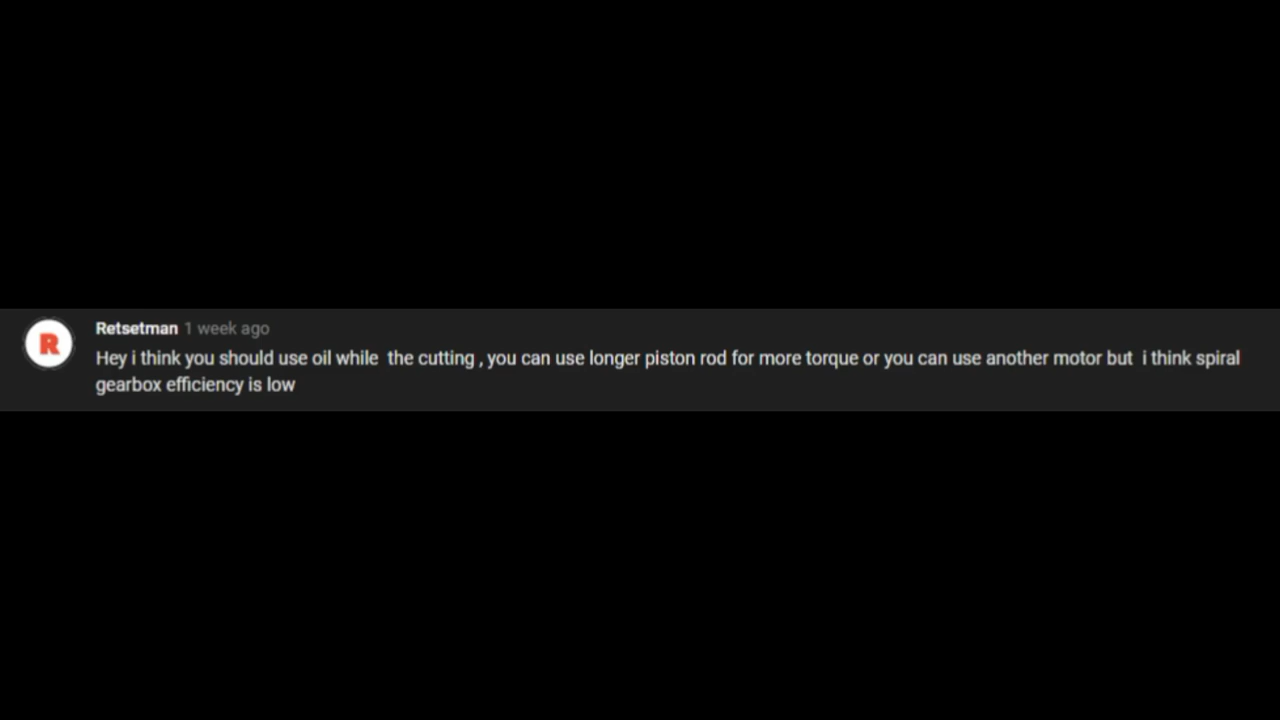 R
Retsetman 1 week ago
Hey i think you should use oil while  the cutting , you can use longer piston rod for more torque or you can use another motor but  i think spiral
gearbox efficiency is low